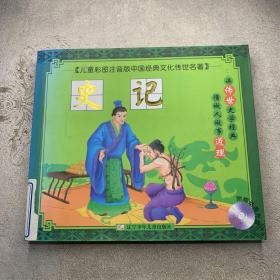 《儿童彩图注音版中国经典文化传世名著》
史记
读传世文学经典
懂诚人做事道理
辽宁少年儿童出版社